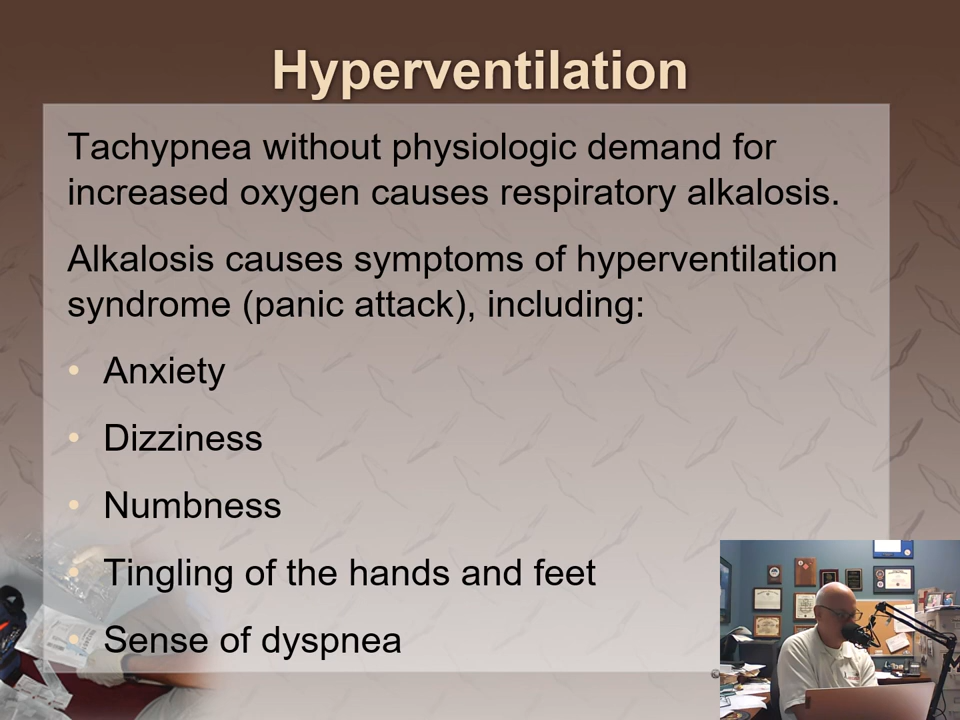 Hyperventilation
Tachypnea without physiologic demand for
increased oxygen causes respiratory alkalosis.
Alkalosis causes symptoms of hyperventilation
syndrome (panic attack), including:
• Anxiety
• Dizziness
• Numbness
• Tingling of the hands and feet
• Sense of dyspnea